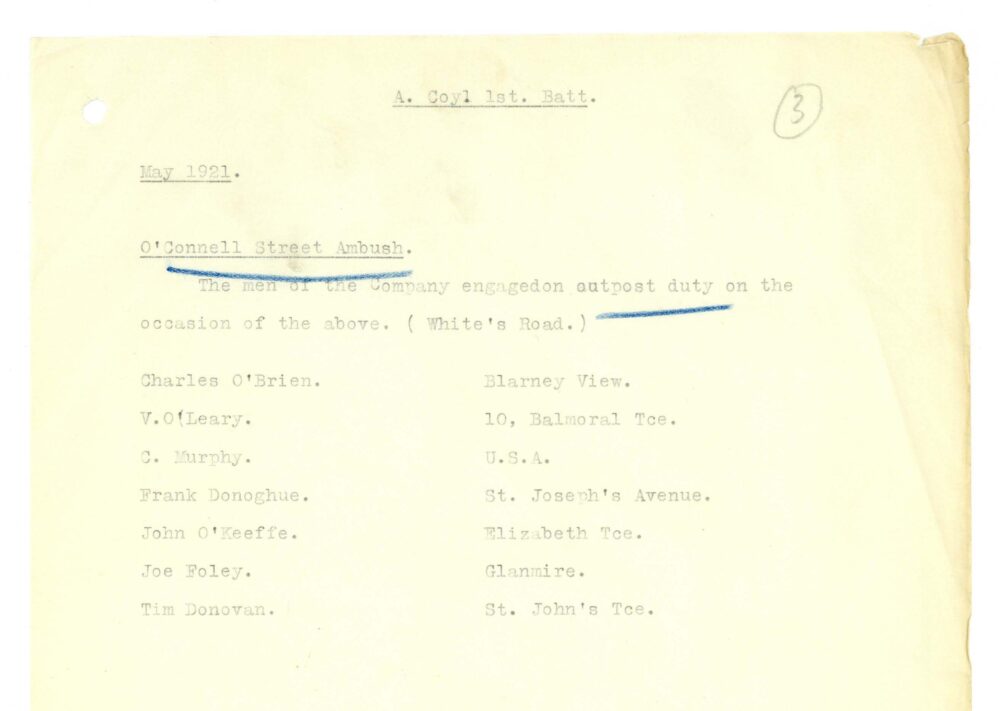 A. Coyl 1st. Batt.
3
May 1921.
O'Connell Street Ambush.
The men of the Company engagedon outpost duty on the
occasion of the above. ( White's Road.)
Charles O'Brien. Blarney View.
V.O(Leary. 10, Balmoral Tce.
C. Murphy. U.S.A.
Frank Donoghue. St. Joseph's Avenue.
John O'Keeffe. Elizabeth Tce.
Joe Foley. Glanmire.
Tim Donovan. St. John's Tce.